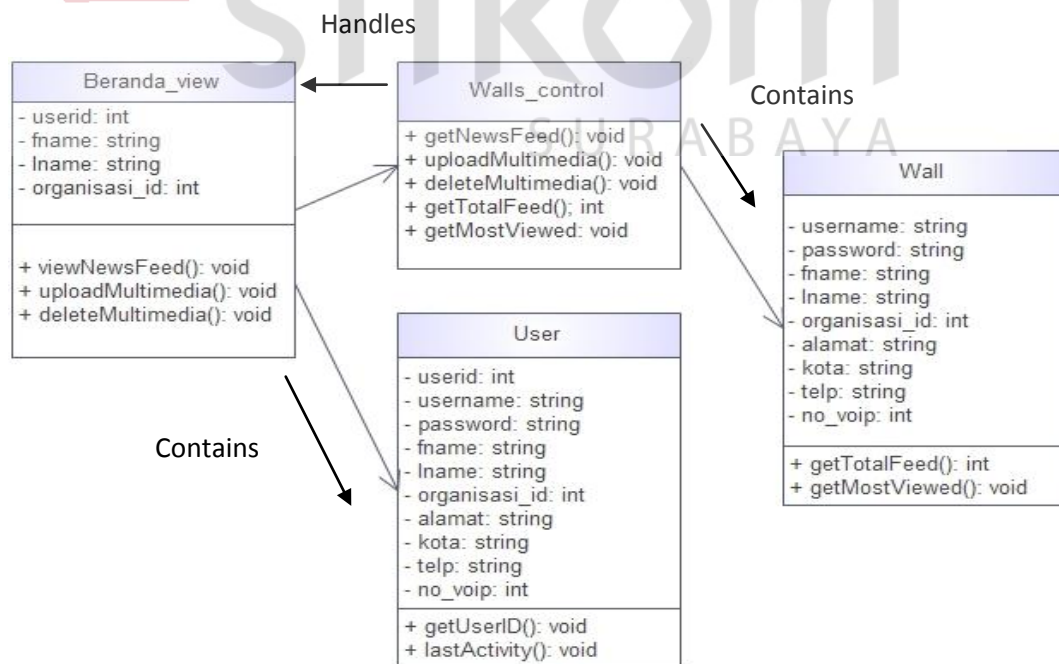 stikom
SURABAYA
Handles
Beranda_view
- userid: int
- fname: string
- lname: string
- organisasi_id: int
+ viewNewsFeed(): void
+ uploadMultimedia(): void
+ deleteMultimedia(): void
Walls_control
+ getNewsFeed(): void
+ uploadMultimedia(): void
+ deleteMultimedia(): void
+ getTotalFeed(); int
+ getMostViewed: void
Contains
Wall
- username: string
- password: string
- fname: string
- lname: string
- organisasi_id: int
- alamat: string
- kota: string
- telp: string
- no_voip: int
+ getTotalFeed(): int
+ getMostViewed(): void
Contains
User
- userid: int
- username: string
- password: string
- fname: string
- lname: string
- organisasi_id: int
- alamat: string
- kota: string
- telp: string
- no_voip: int
+ getUserID(): void
+ lastActivity(): void